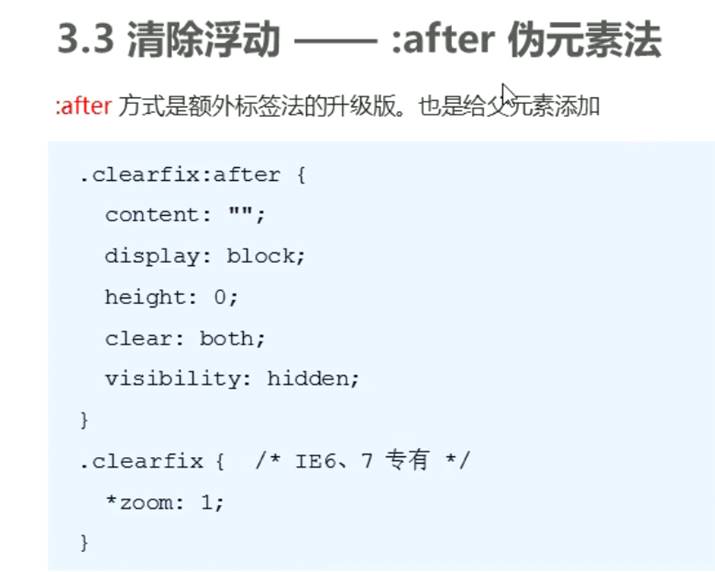 3.3 清除浮动 —— :after 伪元素法
:after 方式是额外标签法的升级版。也是给父元素添加
.clearfix:after {
content: "";
display: block;
height: 0;
clear: both;
visibility: hidden;
}
.clearfix { /* IE6、7 专有 */
*zoom: 1;
}